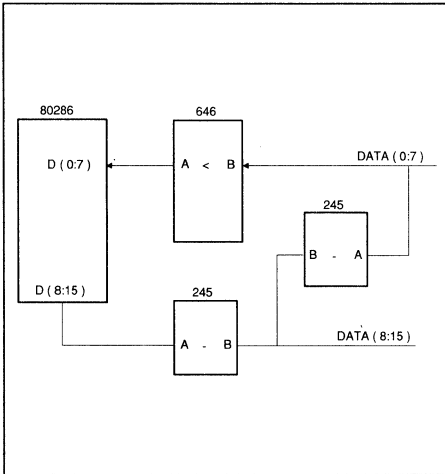 80286
646
D ( 0:7 )
A < B
DATA ( 0:7 )
245
B - A
D ( 8:15 )
245
A - B
DATA ( 8:15 )